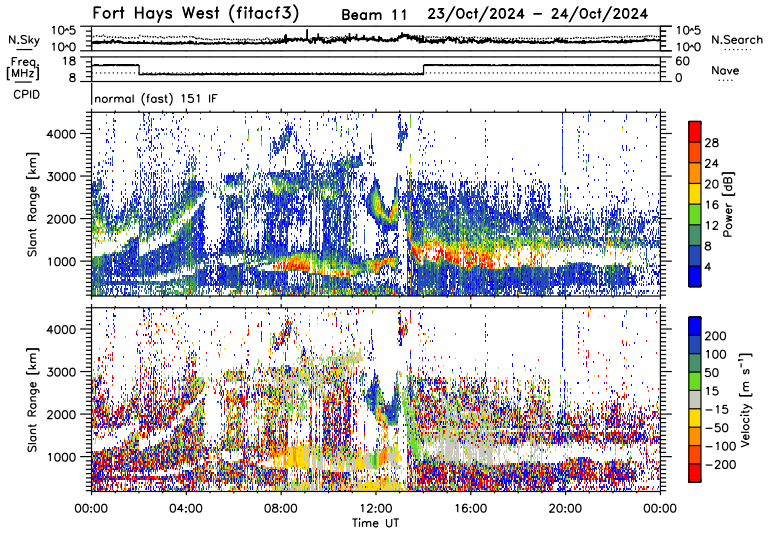 Fort Hays West (fitacf3) Beam 11 23/Oct/2024 – 24/Oct/2024
N.Sky 10^5 10^0 10^5 10^0 N.Search
Freq. [MHz] 18 8 60 0 Nave
CPID normal (fast) 151 IF
Slant Range [km]
4000
3000
2000
1000
28
24
20
16
12
8
4
Power [dB]
Slant Range [km]
4000
3000
2000
1000
200
100
50
15
−15
−50
−100
−200
Velocity [m s⁻¹]
00:00 04:00 08:00 12:00 16:00 20:00 00:00
Time UT